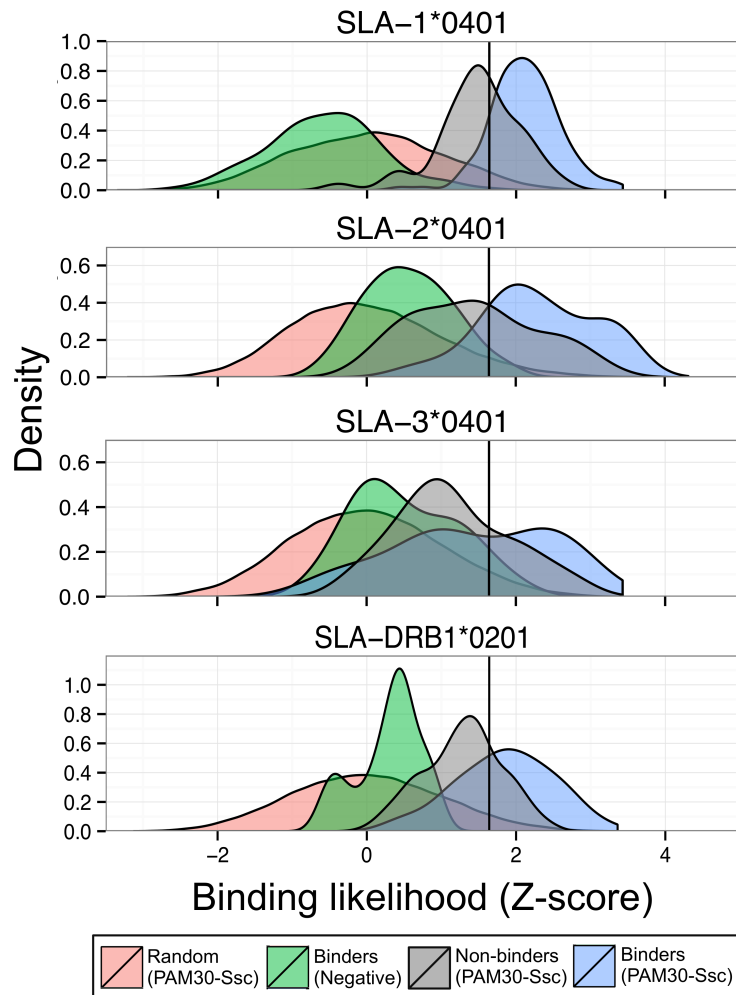 SLA−1*0401
1.0
0.8
0.6
0.4
0.2
0.0
SLA−2*0401
0.6
0.4
0.2
0.0
SLA−3*0401
0.6
0.4
0.2
0.0
SLA−DRB1*0201
1.0
0.8
0.6
0.4
0.2
0.0
Density
−2 0 2 4
Binding likelihood (Z−score)
Random Binders Non-binders Binders
(PAM30-Ssc) (Negative) (PAM30-Ssc) (PAM30-Ssc)